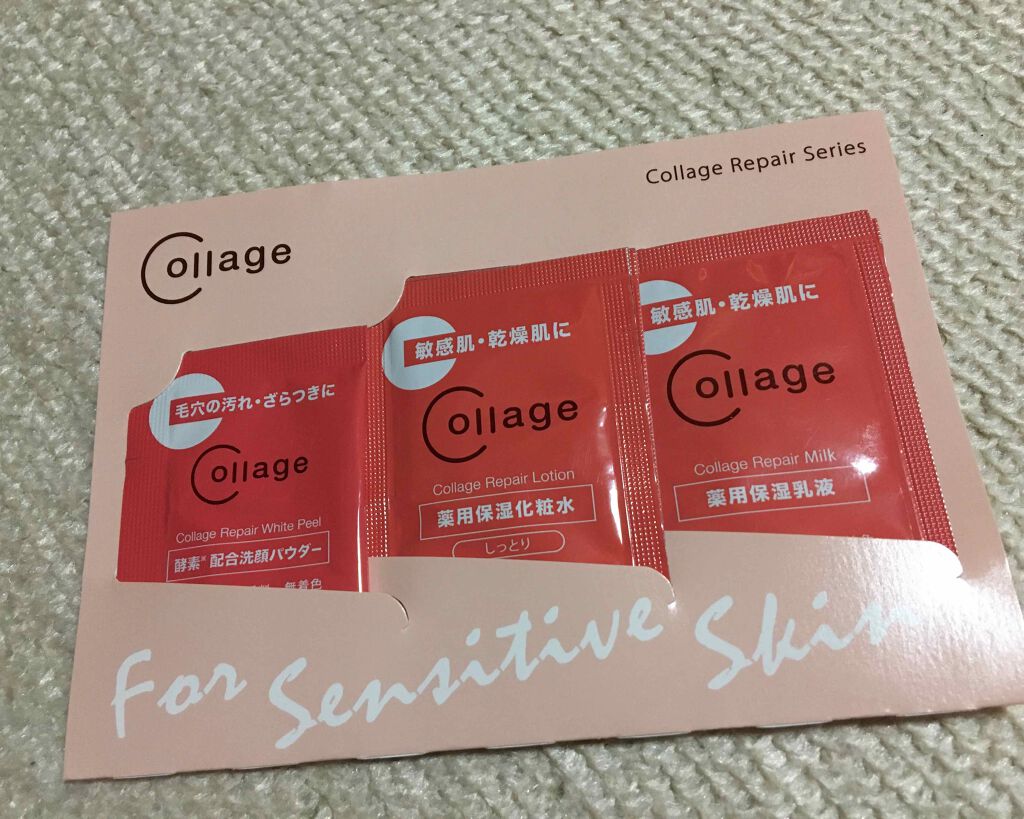 Collage Repair Series
Collage
毛穴の汚れ・ざらつきに
Collage
Collage Repair White Peel
酵素※配合洗顔パウダー
無着色
敏感肌・乾燥肌に
Collage
Collage Repair Lotion
薬用保湿化粧水
しっとり
敏感肌・乾燥肌に
Collage
Collage Repair Milk
薬用保湿乳液
For Sensitive Skin